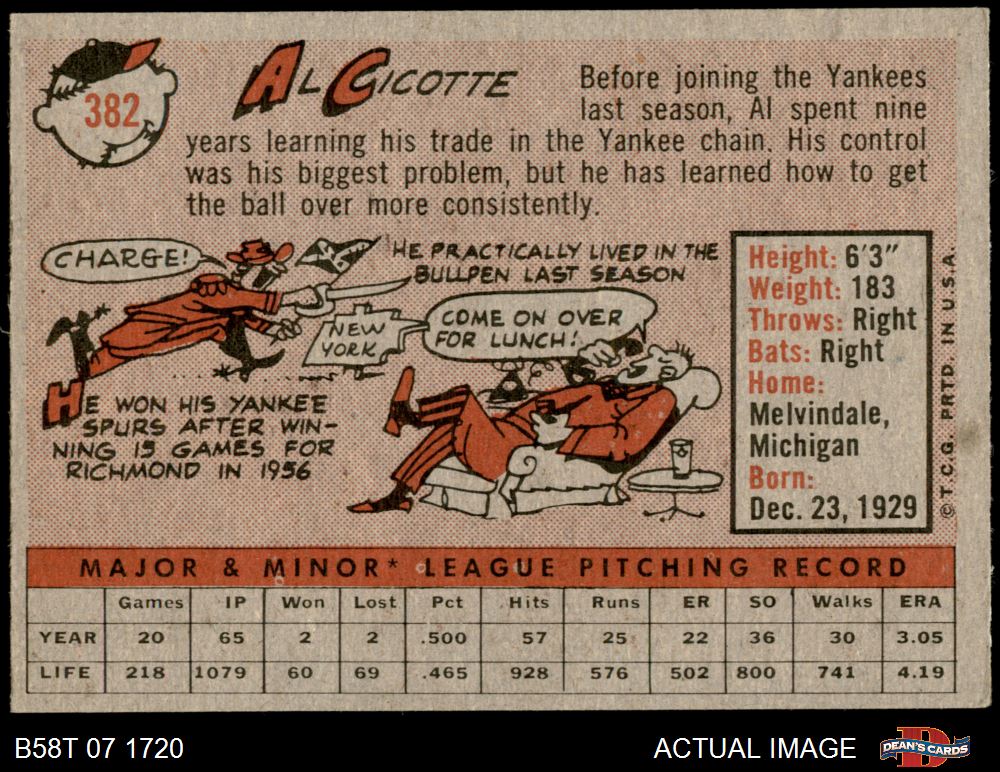 382
AL CICOTTE
Before joining the Yankees
last season, Al spent nine
years learning his trade in the Yankee chain. His control
was his biggest problem, but he has learned how to get
the ball over more consistently.
CHARGE!
NEW
YORK
HE WON HIS YANKEE
SPURS AFTER WIN-
NING 15 GAMES FOR
RICHMOND IN 1956
HE PRACTICALLY LIVED IN THE
BULLPEN LAST SEASON
COME ON OVER
FOR LUNCH!
Height: 6'3"
Weight: 183
Throws: Right
Bats: Right
Home:
Melvindale,
Michigan
Born:
Dec. 23, 1929
©T.C.G. PRTD. IN U.S.A.
MAJOR & MINOR* LEAGUE PITCHING RECORD
Games IP Won Lost Pct Hits Runs ER SO Walks ERA
YEAR 20 65 2 2 .500 57 25 22 36 30 3.05
LIFE 218 1079 60 69 .465 928 576 502 800 741 4.19
B58T 07 1720
ACTUAL IMAGE
D
DEAN'S CARDS